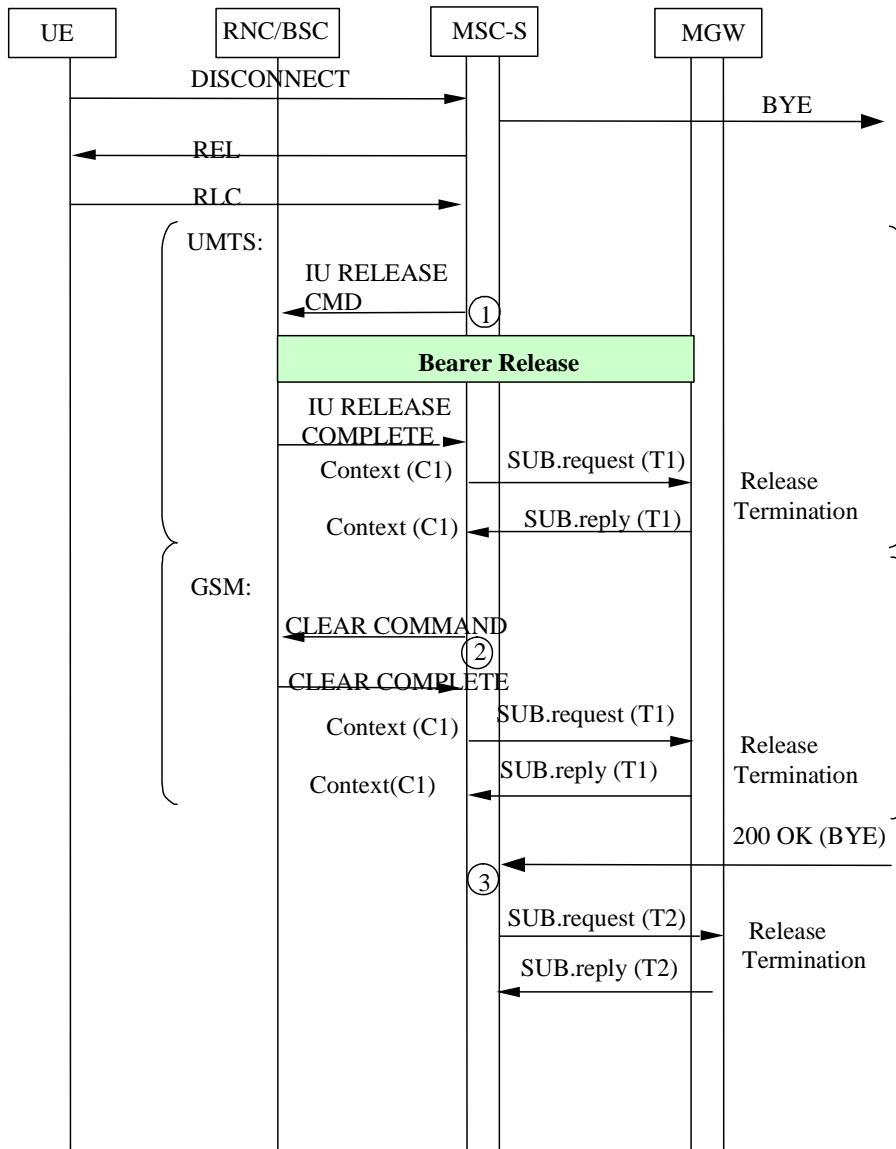 UE
RNC/BSC
MSC-S
MGW
DISCONNECT
BYE
REL
RLC
UMTS:
IU RELEASE
CMD
1
Bearer Release
IU RELEASE
COMPLETE
Context (C1)
SUB.request (T1)
Release
Termination
Context (C1)
SUB.reply (T1)
GSM:
CLEAR COMMAND
2
CLEAR COMPLETE
Context (C1)
SUB.request (T1)
Release
Termination
Context(C1)
SUB.reply (T1)
200 OK (BYE)
3
SUB.request (T2)
Release
Termination
SUB.reply (T2)